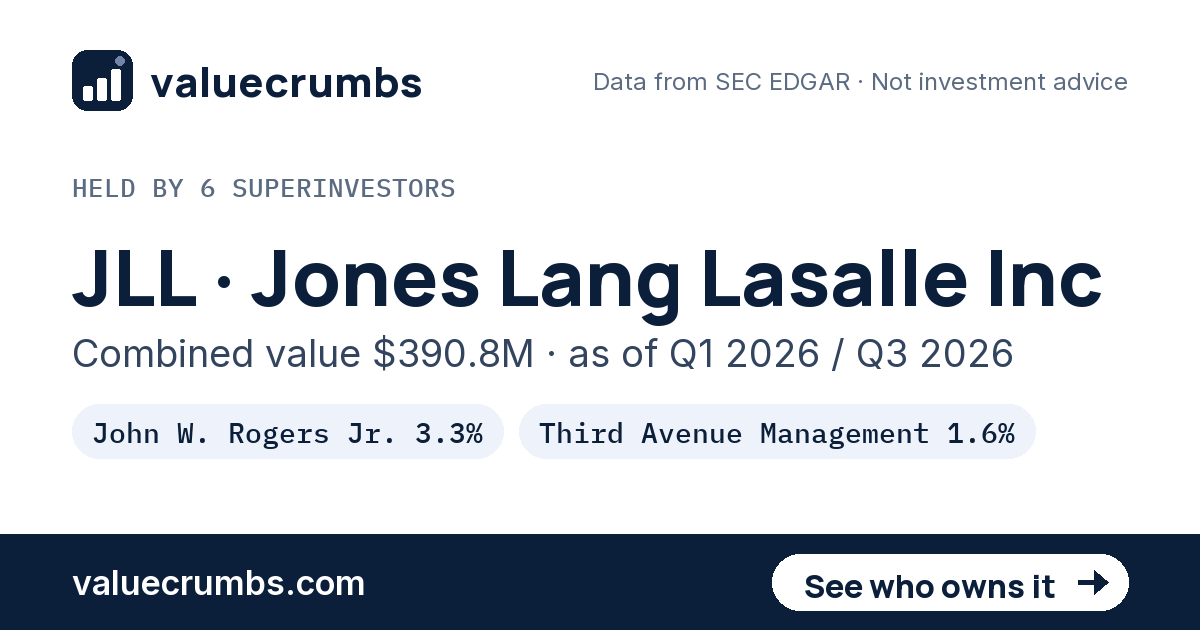 valuecrumbs
Data from SEC EDGAR · Not investment advice
HELD BY 6 SUPERINVESTORS
JLL · Jones Lang Lasalle Inc
Combined value $390.8M · as of Q1 2026 / Q3 2026
John W. Rogers Jr. 3.3%
Third Avenue Management 1.6%
valuecrumbs.com
See who owns it →